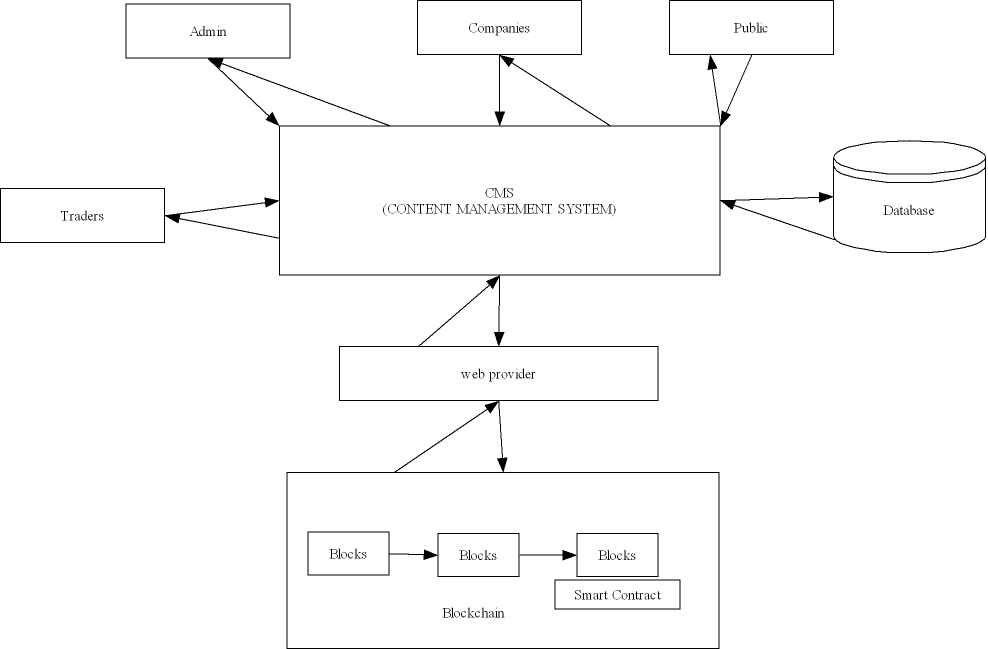 Admin
Companies
Public
Traders
CMS
(CONTENT MANAGEMENT SYSTEM)
Database
web provider
Blocks
Blocks
Blocks
Smart Contract
Blockchain